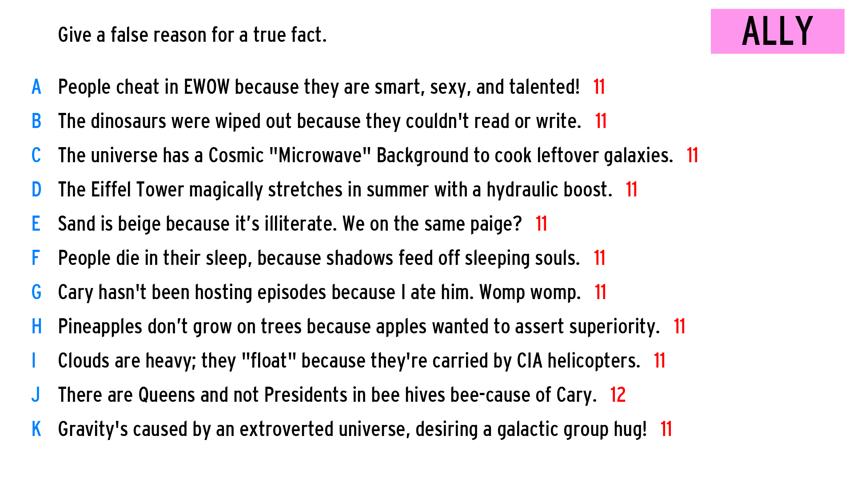 Give a false reason for a true fact.
ALLY
A People cheat in EWOW because they are smart, sexy, and talented! 11
B The dinosaurs were wiped out because they couldn't read or write. 11
C The universe has a Cosmic "Microwave" Background to cook leftover galaxies. 11
D The Eiffel Tower magically stretches in summer with a hydraulic boost. 11
E Sand is beige because it’s illiterate. We on the same paige? 11
F People die in their sleep, because shadows feed off sleeping souls. 11
G Cary hasn't been hosting episodes because I ate him. Womp womp. 11
H Pineapples don’t grow on trees because apples wanted to assert superiority. 11
I Clouds are heavy; they "float" because they're carried by CIA helicopters. 11
J There are Queens and not Presidents in bee hives bee-cause of Cary. 12
K Gravity's caused by an extroverted universe, desiring a galactic group hug! 11